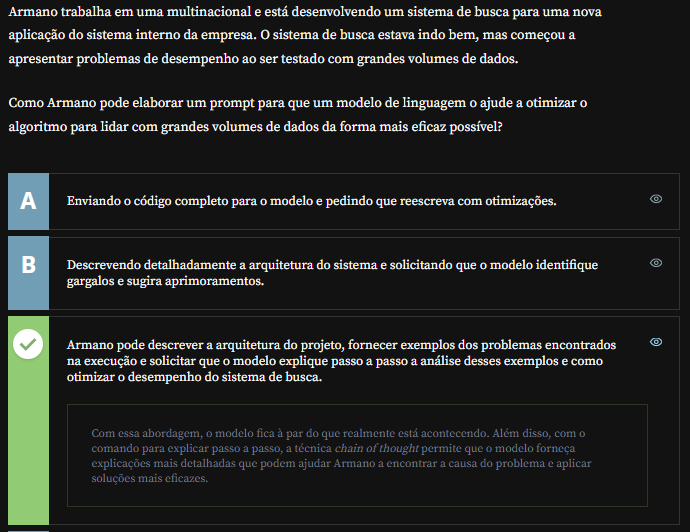 Armano trabalha em uma multinacional e está desenvolvendo um sistema de busca para uma nova
aplicação do sistema interno da empresa. O sistema de busca estava indo bem, mas começou a
apresentar problemas de desempenho ao ser testado com grandes volumes de dados.
Como Armano pode elaborar um prompt para que um modelo de linguagem o ajude a otimizar o
algoritmo para lidar com grandes volumes de dados da forma mais eficaz possível?
A
Enviando o código completo para o modelo e pedindo que reescreva com otimizações.
B
Descrevendo detalhadamente a arquitetura do sistema e solicitando que o modelo identifique
gargalos e sugira aprimoramentos.
Armano pode descrever a arquitetura do projeto, fornecer exemplos dos problemas encontrados
na execução e solicitar que o modelo explique passo a passo a análise desses exemplos e como
otimizar o desempenho do sistema de busca.
Com essa abordagem, o modelo fica à par do que realmente está acontecendo. Além disso, com o
comando para explicar passo a passo, a técnica chain of thought permite que o modelo forneça
explicações mais detalhadas que podem ajudar Armano a encontrar a causa do problema e aplicar
soluções mais eficazes.